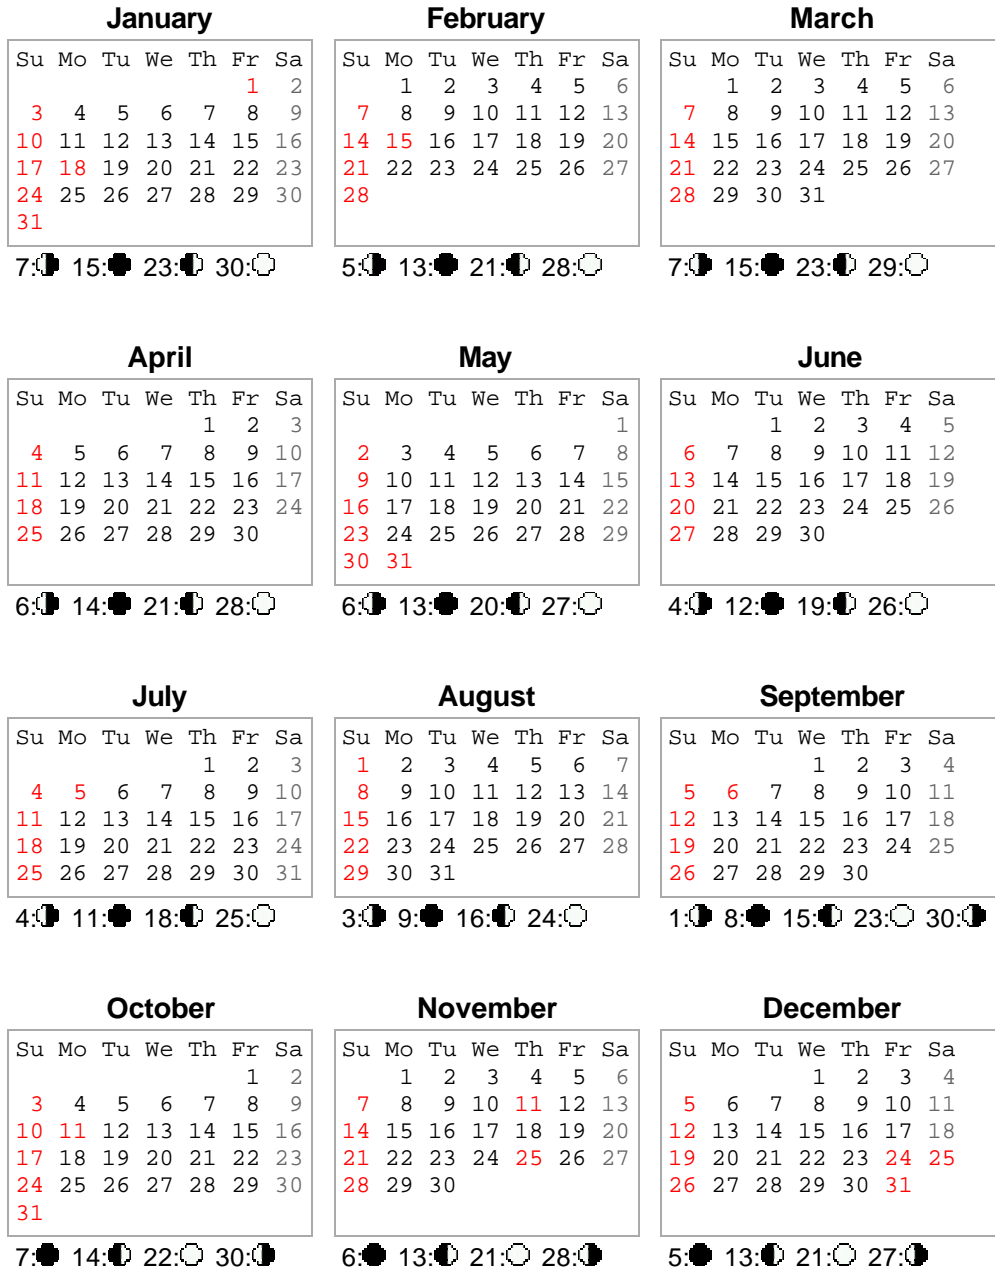 January
Su Mo Tu We Th Fr Sa
1 2
3 4 5 6 7 8 9
10 11 12 13 14 15 16
17 18 19 20 21 22 23
24 25 26 27 28 29 30
31
7: 15: 23: 30:
February
Su Mo Tu We Th Fr Sa
1 2 3 4 5 6
7 8 9 10 11 12 13
14 15 16 17 18 19 20
21 22 23 24 25 26 27
28
5: 13: 21: 28:
March
Su Mo Tu We Th Fr Sa
1 2 3 4 5 6
7 8 9 10 11 12 13
14 15 16 17 18 19 20
21 22 23 24 25 26 27
28 29 30 31
7: 15: 23: 29:
April
Su Mo Tu We Th Fr Sa
1 2 3
4 5 6 7 8 9 10
11 12 13 14 15 16 17
18 19 20 21 22 23 24
25 26 27 28 29 30
6: 14: 21: 28:
May
Su Mo Tu We Th Fr Sa
1
2 3 4 5 6 7 8
9 10 11 12 13 14 15
16 17 18 19 20 21 22
23 24 25 26 27 28 29
30 31
6: 13: 20: 27:
June
Su Mo Tu We Th Fr Sa
1 2 3 4 5
6 7 8 9 10 11 12
13 14 15 16 17 18 19
20 21 22 23 24 25 26
27 28 29 30
4: 12: 19: 26:
July
Su Mo Tu We Th Fr Sa
1 2 3
4 5 6 7 8 9 10
11 12 13 14 15 16 17
18 19 20 21 22 23 24
25 26 27 28 29 30 31
4: 11: 18: 25:
August
Su Mo Tu We Th Fr Sa
1 2 3 4 5 6 7
8 9 10 11 12 13 14
15 16 17 18 19 20 21
22 23 24 25 26 27 28
29 30 31
3: 9: 16: 24:
September
Su Mo Tu We Th Fr Sa
1 2 3 4
5 6 7 8 9 10 11
12 13 14 15 16 17 18
19 20 21 22 23 24 25
26 27 28 29 30
1: 8: 15: 23: 30:
October
Su Mo Tu We Th Fr Sa
1 2
3 4 5 6 7 8 9
10 11 12 13 14 15 16
17 18 19 20 21 22 23
24 25 26 27 28 29 30
31
7: 14: 22: 30:
November
Su Mo Tu We Th Fr Sa
1 2 3 4 5 6
7 8 9 10 11 12 13
14 15 16 17 18 19 20
21 22 23 24 25 26 27
28 29 30
6: 13: 21: 28:
December
Su Mo Tu We Th Fr Sa
1 2 3 4
5 6 7 8 9 10 11
12 13 14 15 16 17 18
19 20 21 22 23 24 25
26 27 28 29 30 31
5: 13: 21: 27: